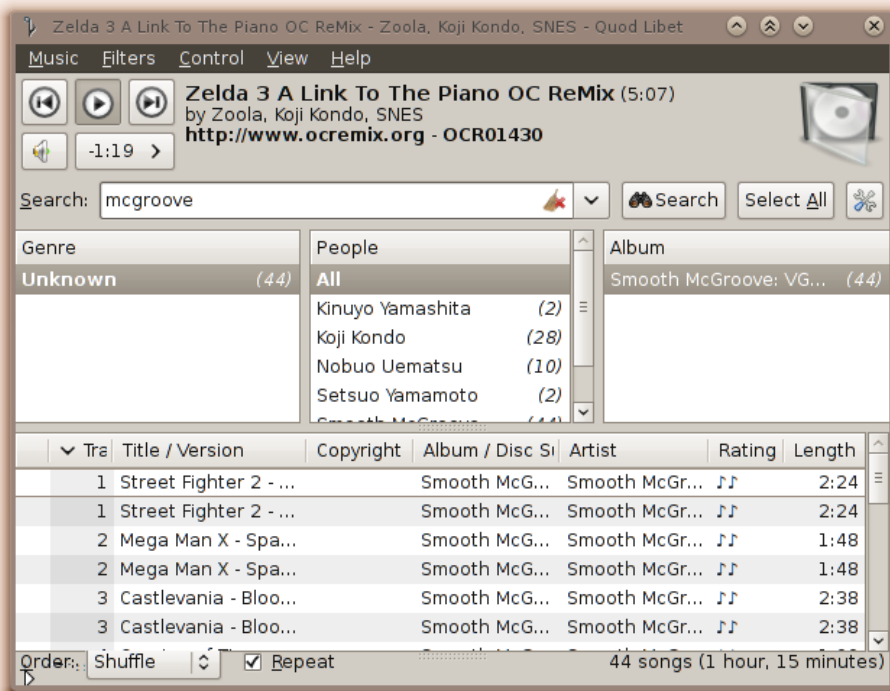 Zelda 3 A Link To The Piano OC ReMix - Zoola, Koji Kondo, SNES - Quod Libet
Music Filters Control View Help
Zelda 3 A Link To The Piano OC ReMix (5:07)
by Zoola, Koji Kondo, SNES
http://www.ocremix.org - OCR01430
-1:19
Search: mcgroove Search Select All
Genre People Album
Unknown (44) All Smooth McGroove: VG... (44)
Kinuyo Yamashita (2)
Koji Kondo (28)
Nobuo Uematsu (10)
Setsuo Yamamoto (2)
Smooth McGroove (44)
Tra Title / Version Copyright Album / Disc Artist Rating Length
1 Street Fighter 2 - ... Smooth McG... Smooth McGr... ♪♪ 2:24
1 Street Fighter 2 - ... Smooth McG... Smooth McGr... ♪♪ 2:24
2 Mega Man X - Spa... Smooth McG... Smooth McGr... ♪♪ 1:48
2 Mega Man X - Spa... Smooth McG... Smooth McGr... ♪♪ 1:48
3 Castlevania - Bloo... Smooth McG... Smooth McGr... ♪♪ 2:38
3 Castlevania - Bloo... Smooth McG... Smooth McGr... ♪♪ 2:38
Order: Shuffle Repeat 44 songs (1 hour, 15 minutes)